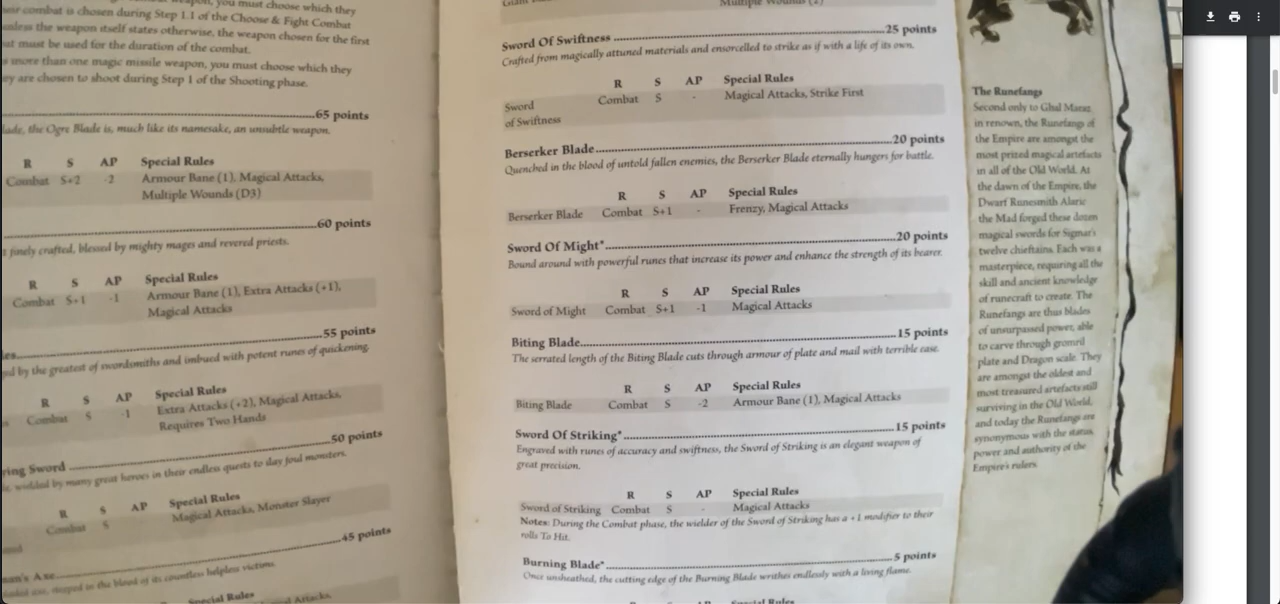 weapon, you must choose which they
combat is chosen during Step 1.1 of the Choose & Fight Combat
unless the weapon itself states otherwise, the weapon chosen for the first
must be used for the duration of the combat.
more than one magic missile weapon, you must choose which they
are chosen to shoot during Step 1 of the Shooting phase.
65 points
the Ogre Blade is, much like its namesake, an unsubtle weapon.
R S AP Special Rules
Combat S+2 -2 Armour Bane (1), Magical Attacks,
Multiple Wounds (D3)
60 points
finely crafted, blessed by mighty mages and revered priests.
R S AP Special Rules
Combat S+1 -1 Armour Bane (1), Extra Attacks (+1),
Magical Attacks
55 points
by the greatest of swordsmiths and imbued with potent runes of quickening.
R S AP Special Rules
Combat S -1 Extra Attacks (+2), Magical Attacks,
Requires Two Hands
Sword 50 points
wielded by many great heroes in their endless quests to slay foul monsters.
R S AP Special Rules
Combat S Magical Attacks, Monster Slayer
Axe 45 points
in the blood of its countless helpless victims.
Special Rules
Attacks,
Multiple Wounds (2)
Sword Of Swiftness 25 points
Crafted from magically attuned materials and ensorcelled to strike as if with a life of its own.
R S AP Special Rules
Sword of Swiftness Combat S - Magical Attacks, Strike First
Berserker Blade 20 points
Quenched in the blood of untold fallen enemies, the Berserker Blade eternally hungers for battle.
R S AP Special Rules
Berserker Blade Combat S+1 - Frenzy, Magical Attacks
Sword Of Might* 20 points
Bound around with powerful runes that increase its power and enhance the strength of its bearer.
R S AP Special Rules
Sword of Might Combat S+1 -1 Magical Attacks
Biting Blade 15 points
The serrated length of the Biting Blade cuts through armour of plate and mail with terrible ease.
R S AP Special Rules
Biting Blade Combat S -2 Armour Bane (1), Magical Attacks
Sword Of Striking* 15 points
Engraved with runes of accuracy and swiftness, the Sword of Striking is an elegant weapon of
great precision.
R S AP Special Rules
Sword of Striking Combat S - Magical Attacks
Notes: During the Combat phase, the wielder of the Sword of Striking has a +1 modifier to their
rolls To Hit.
Burning Blade* 5 points
Once unsheathed, the cutting edge of the Burning Blade writhes endlessly with a living flame.
R S AP Special Rules
The Runefangs
Second only to Ghal Maraz
in renown, the Runefangs of
the Empire are amongst the
most prized magical artefacts
in all of the Old World. At
the dawn of the Empire, the
Dwarf Runesmith Alaric
the Mad forged these dozen
magical swords for Sigmar's
twelve chieftains. Each was a
masterpiece, requiring all the
skill and ancient knowledge
of runecraft to create. The
Runefangs are thus blades
of unsurpassed power, able
to carve through gromril
plate and Dragon scale. They
are amongst the oldest and
most treasured artefacts still
surviving in the Old World,
and today the Runefangs are
synonymous with the status,
power and authority of the
Empire's rulers.